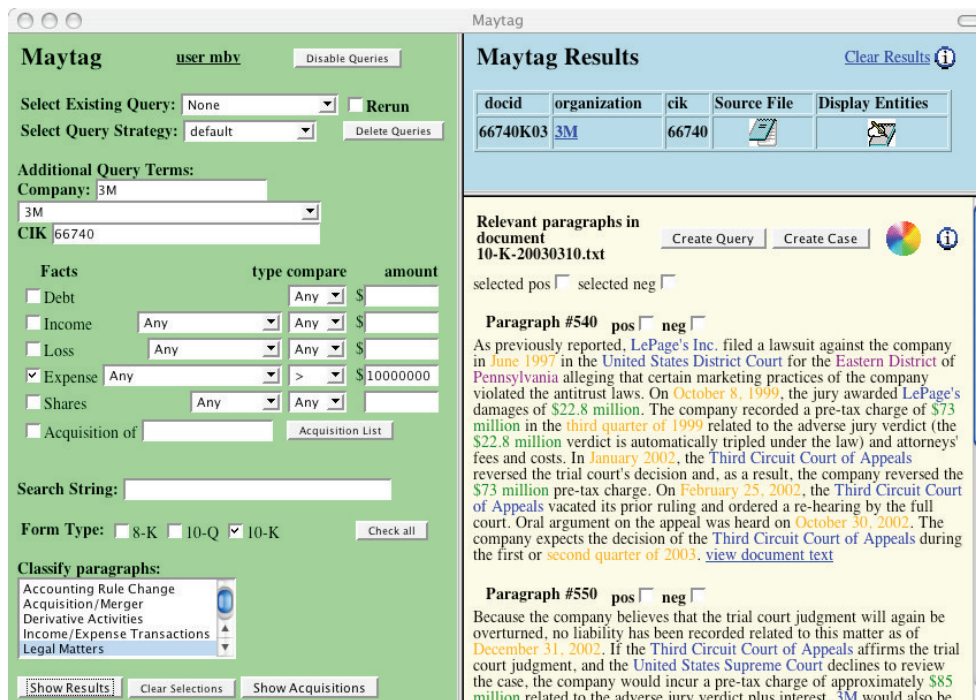 Maytag
Maytag user mby Disable Queries
Select Existing Query: None Rerun
Select Query Strategy: default Delete Queries
Additional Query Terms:
Company: 3M
3M
CIK 66740
Facts type compare amount
Debt Any $
Income Any Any $
Loss Any Any $
Expense Any > $10000000
Shares Any Any
Acquisition of Acquisition List
Search String:
Form Type: 8-K 10-Q 10-K Check all
Classify paragraphs:
Accounting Rule Change
Acquisition/Merger
Derivative Activities
Income/Expense Transactions
Legal Matters
Show Results Clear Selections Show Acquisitions
Maytag Results Clear Results
docid organization cik Source File Display Entities
66740K03 3M 66740
Relevant paragraphs in
document
10-K-20030310.txt
Create Query Create Case
selected pos selected neg
Paragraph #540 pos neg
As previously reported, LePage's Inc. filed a lawsuit against the company
in June 1997 in the United States District Court for the Eastern District of
Pennsylvania alleging that certain marketing practices of the company
violated the antitrust laws. On October 8, 1999, the jury awarded LePage's
damages of $22.8 million. The company recorded a pre-tax charge of $73
million in the third quarter of 1999 related to the adverse jury verdict (the
$22.8 million verdict is automatically tripled under the law) and attorneys'
fees and costs. In January 2002, the Third Circuit Court of Appeals
reversed the trial court's decision and, as a result, the company reversed the
$73 million pre-tax charge. On February 25, 2002, the Third Circuit Court
of Appeals vacated its prior ruling and ordered a re-hearing by the full
court. Oral argument on the appeal was heard on October 30, 2002. The
company expects the decision of the Third Circuit Court of Appeals during
the first or second quarter of 2003. view document text
Paragraph #550 pos neg
Because the company believes that the trial court judgment will again be
overturned, no liability has been recorded related to this matter as of
December 31, 2002. If the Third Circuit Court of Appeals affirms the trial
court judgment, and the United States Supreme Court declines to review
the case, the company would incur a pre-tax charge of approximately $85
million related to the adverse jury verdict plus interest. 3M would also be